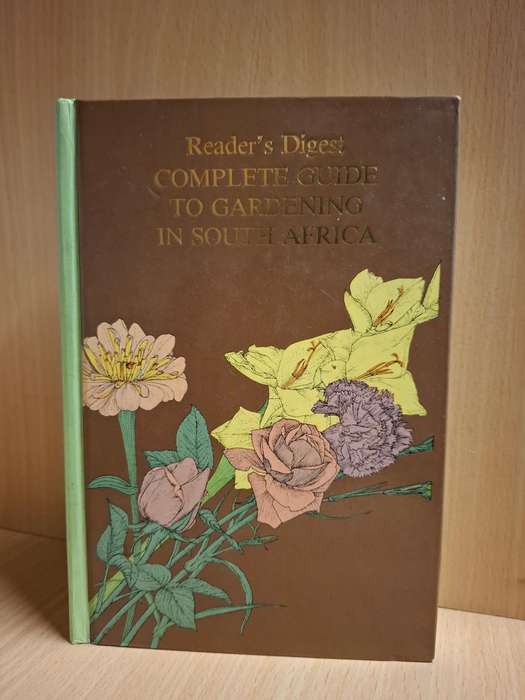 Reader's Digest
COMPLETE GUIDE
TO GARDENING
IN SOUTH AFRICA